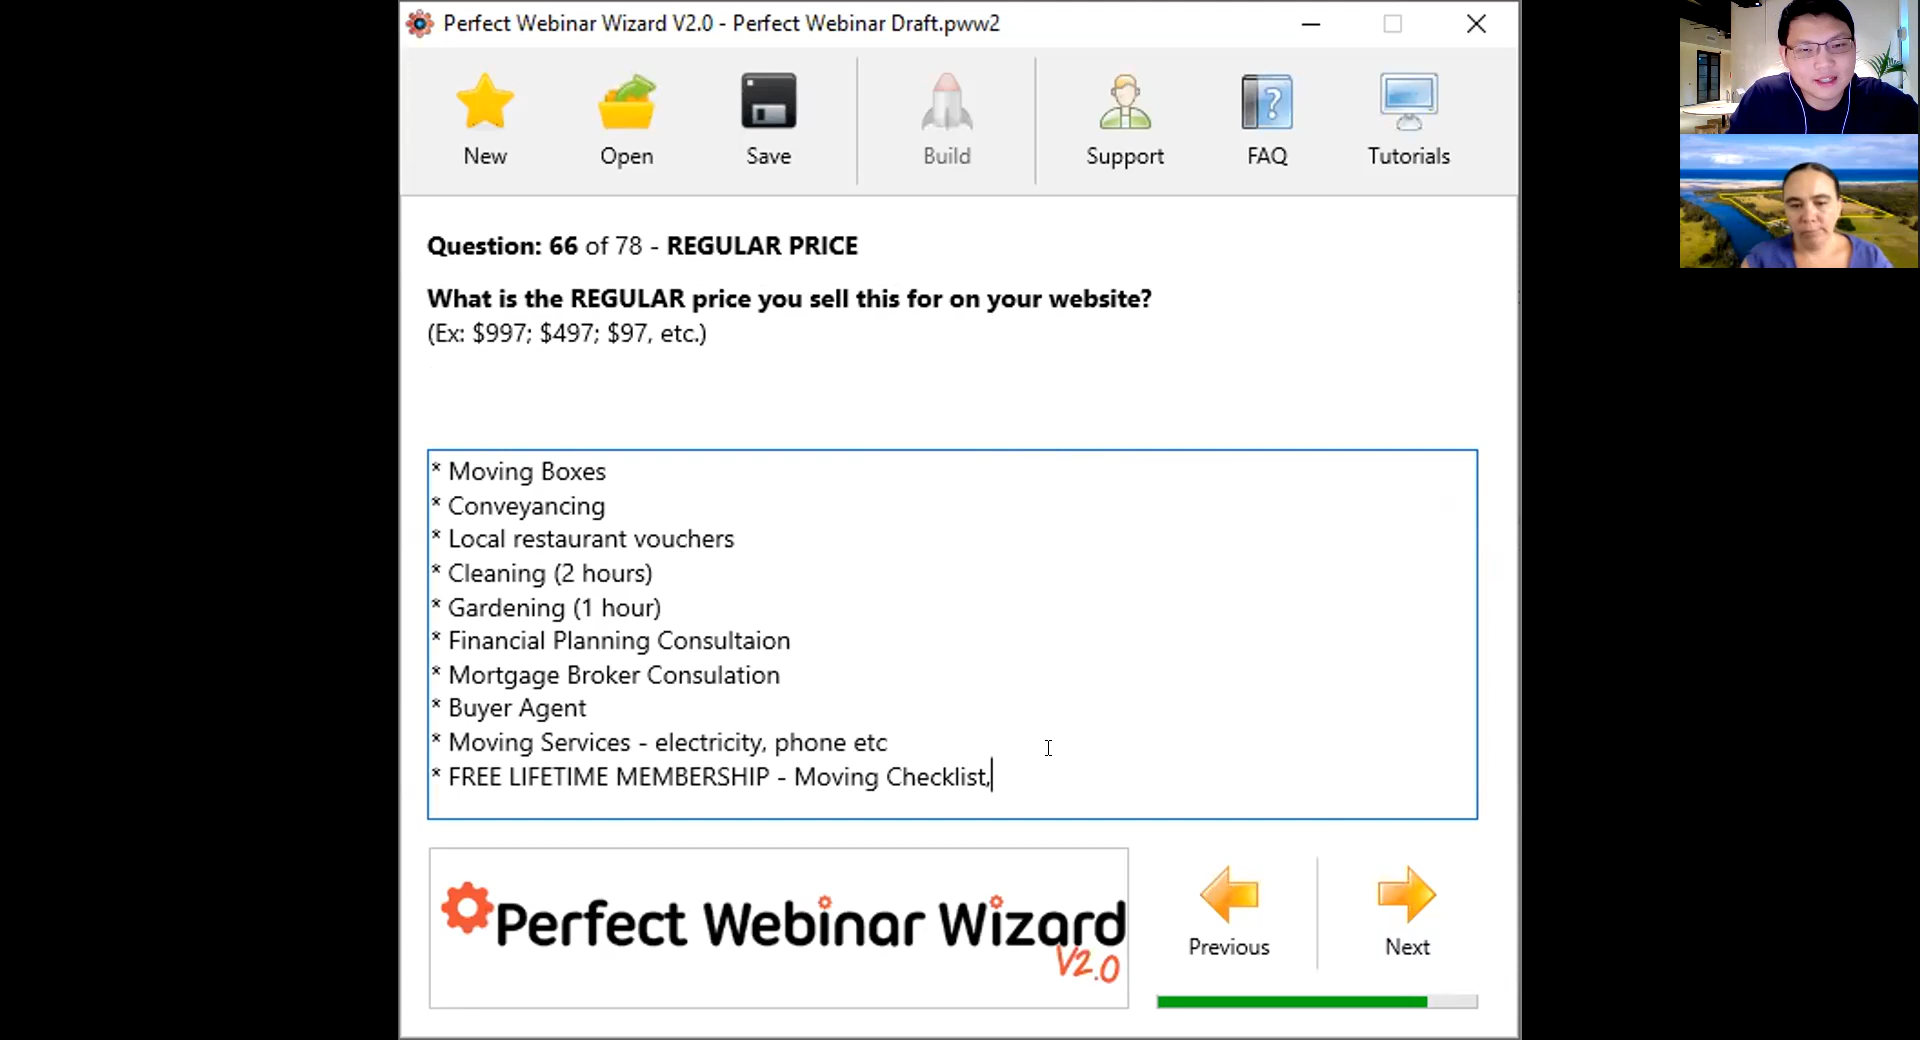 Perfect Webinar Wizard V2.0 - Perfect Webinar Draft.pww2
New
Open
Save
Build
Support
FAQ
Tutorials
Question: 66 of 78 - REGULAR PRICE
What is the REGULAR price you sell this for on your website?
(Ex: $997; $497; $97, etc.)
* Moving Boxes
* Conveyancing
* Local restaurant vouchers
* Cleaning (2 hours)
* Gardening (1 hour)
* Financial Planning Consultaion
* Mortgage Broker Consulation
* Buyer Agent
* Moving Services - electricity, phone etc
* FREE LIFETIME MEMBERSHIP - Moving Checklist,
Perfect Webinar Wizard
V2.0
Previous
Next